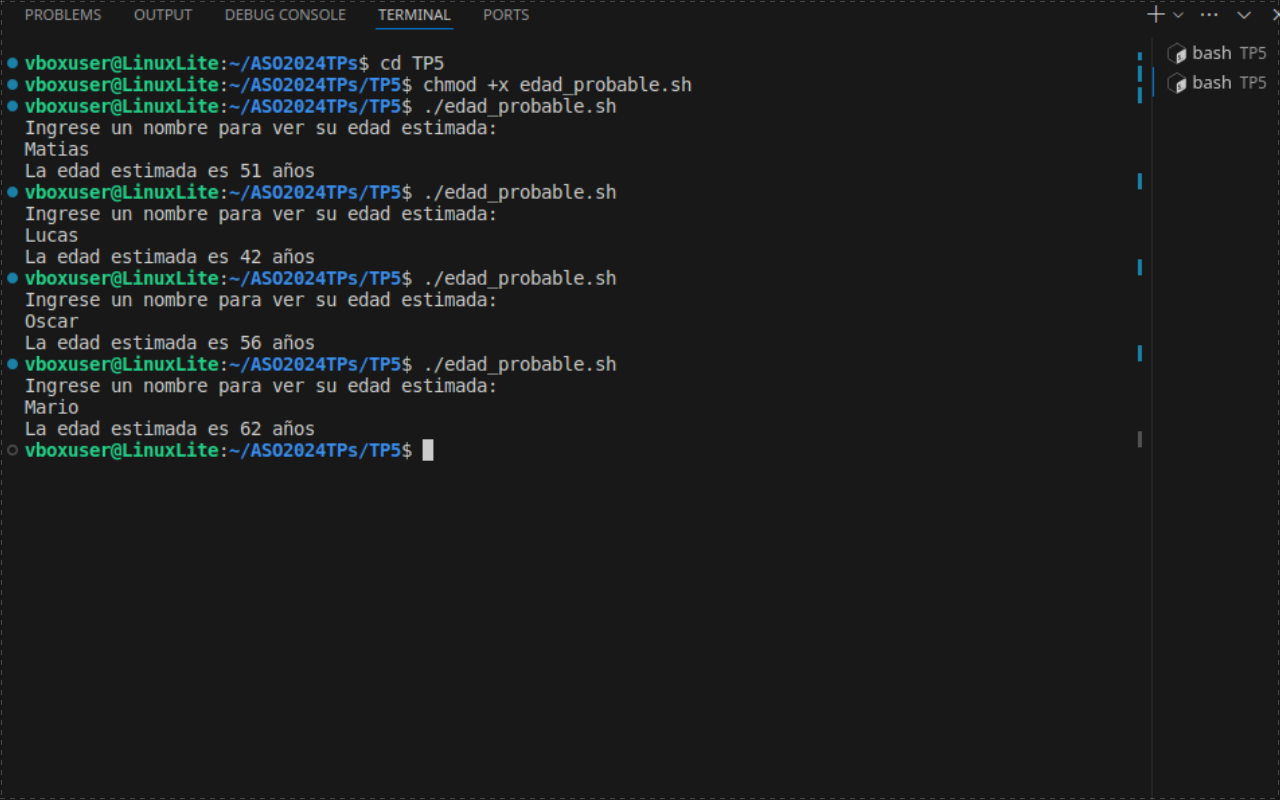 PROBLEMS OUTPUT DEBUG CONSOLE TERMINAL PORTS
vboxuser@LinuxLite:~/ASO2024TPs$ cd TP5
vboxuser@LinuxLite:~/ASO2024TPs/TP5$ chmod +x edad_probable.sh
vboxuser@LinuxLite:~/ASO2024TPs/TP5$ ./edad_probable.sh
Ingrese un nombre para ver su edad estimada:
Matias
La edad estimada es 51 años
vboxuser@LinuxLite:~/ASO2024TPs/TP5$ ./edad_probable.sh
Ingrese un nombre para ver su edad estimada:
Lucas
La edad estimada es 42 años
vboxuser@LinuxLite:~/ASO2024TPs/TP5$ ./edad_probable.sh
Ingrese un nombre para ver su edad estimada:
Oscar
La edad estimada es 56 años
vboxuser@LinuxLite:~/ASO2024TPs/TP5$ ./edad_probable.sh
Ingrese un nombre para ver su edad estimada:
Mario
La edad estimada es 62 años
vboxuser@LinuxLite:~/ASO2024TPs/TP5$
bash TP5
bash TP5